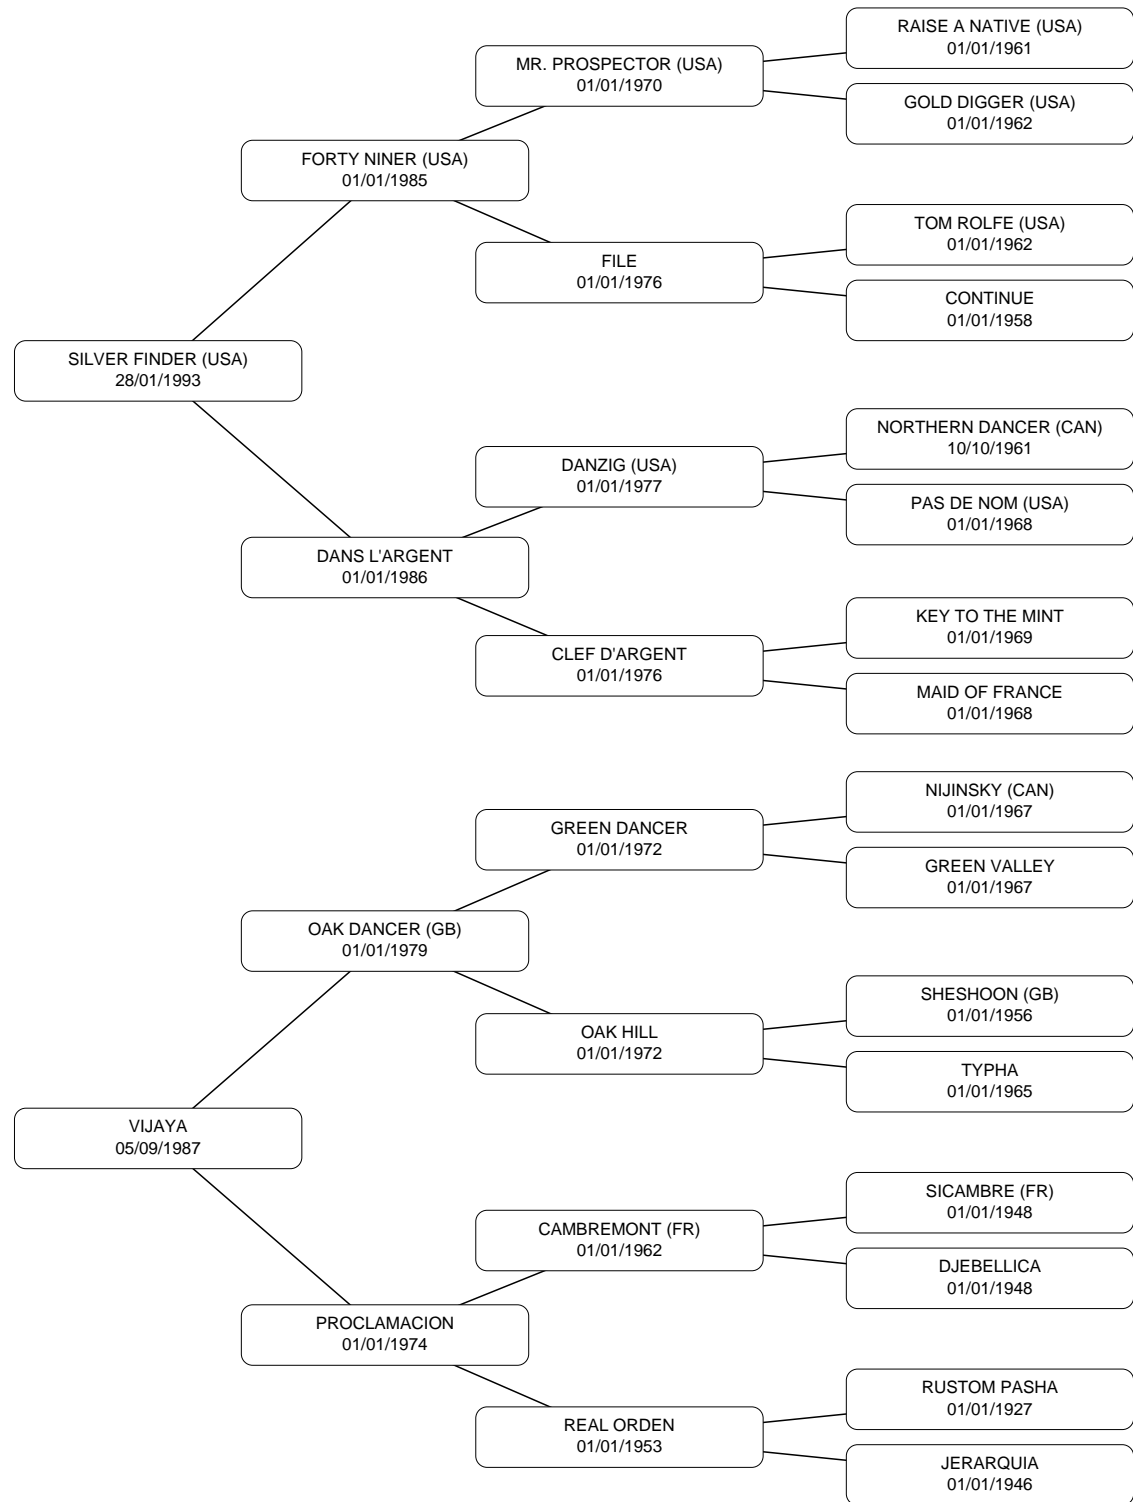 RAISE A NATIVE (USA)
01/01/1961
MR. PROSPECTOR (USA)
01/01/1970
GOLD DIGGER (USA)
01/01/1962
FORTY NINER (USA)
01/01/1985
TOM ROLFE (USA)
01/01/1962
FILE
01/01/1976
CONTINUE
01/01/1958
SILVER FINDER (USA)
28/01/1993
NORTHERN DANCER (CAN)
10/10/1961
DANZIG (USA)
01/01/1977
PAS DE NOM (USA)
01/01/1968
DANS L'ARGENT
01/01/1986
KEY TO THE MINT
01/01/1969
CLEF D'ARGENT
01/01/1976
MAID OF FRANCE
01/01/1968
NIJINSKY (CAN)
01/01/1967
GREEN DANCER
01/01/1972
GREEN VALLEY
01/01/1967
OAK DANCER (GB)
01/01/1979
SHESHOON (GB)
01/01/1956
OAK HILL
01/01/1972
TYPHA
01/01/1965
VIJAYA
05/09/1987
SICAMBRE (FR)
01/01/1948
CAMBREMONT (FR)
01/01/1962
DJEBELLICA
01/01/1948
PROCLAMACION
01/01/1974
RUSTOM PASHA
01/01/1927
REAL ORDEN
01/01/1953
JERARQUIA
01/01/1946